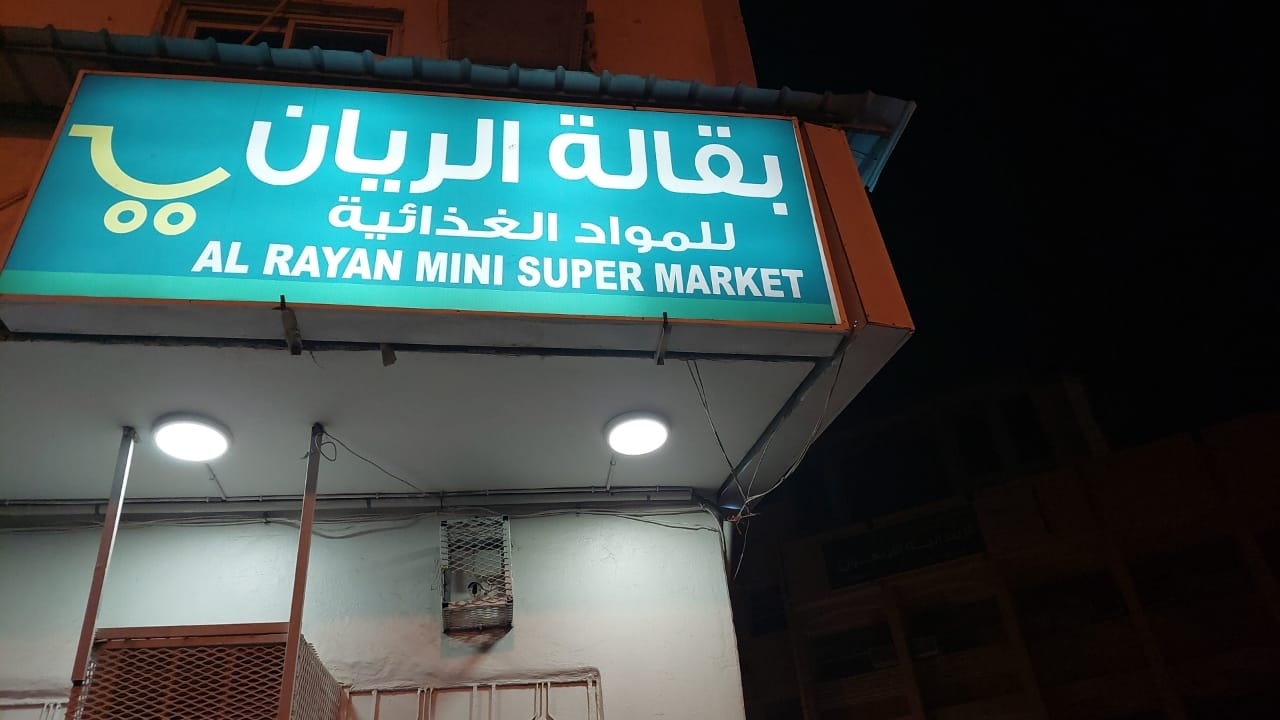 بقالة الريان
للمواد الغذائية
AL RAYAN MINI SUPER MARKET